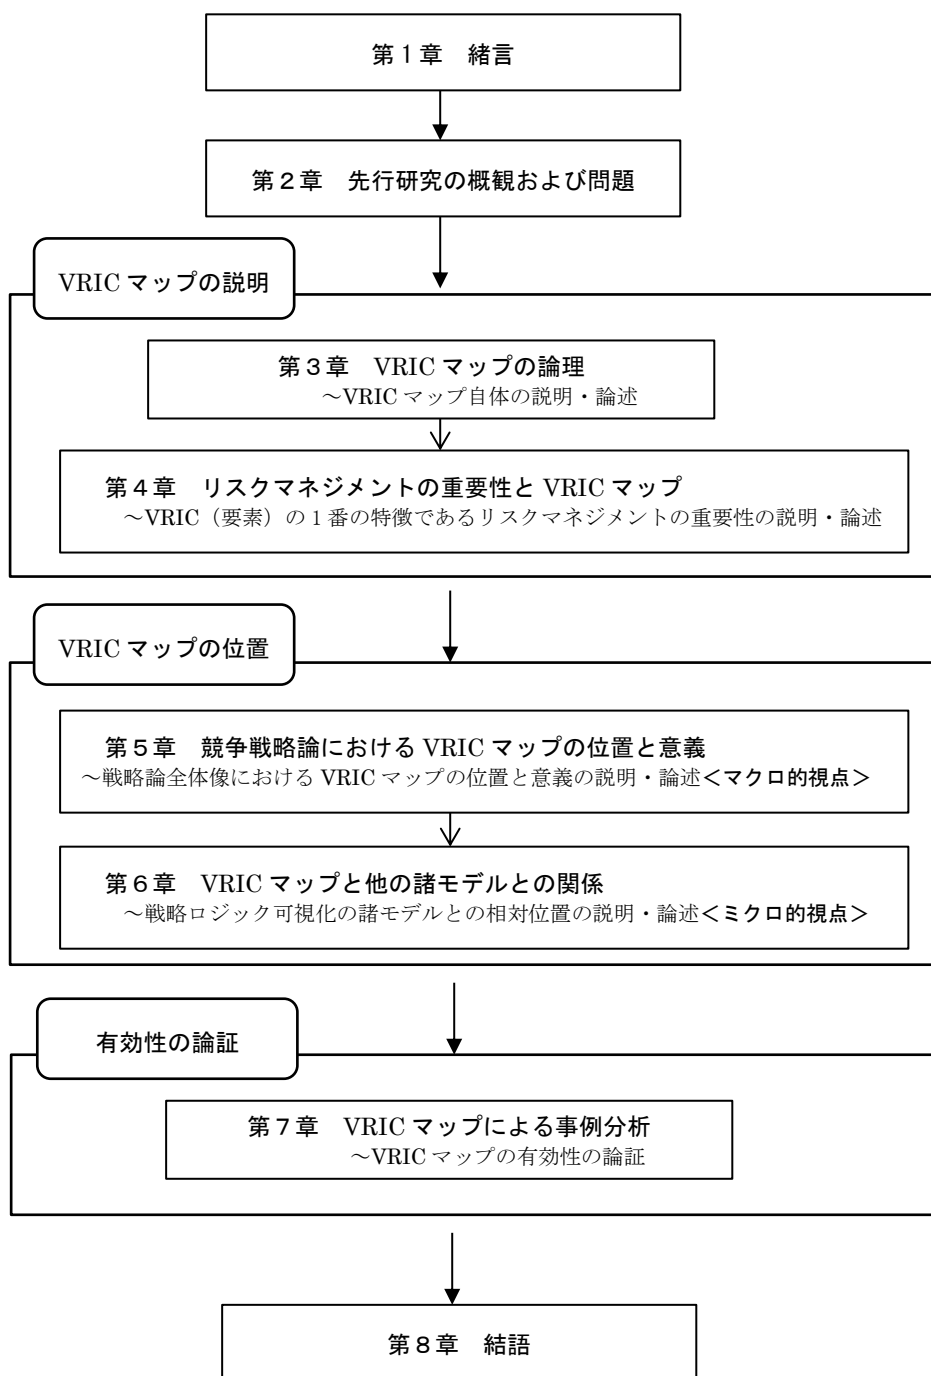 第１章　緒言
第２章　先行研究の概観および問題
VRIC マップの説明
第３章　VRIC マップの論理
～VRIC マップ自体の説明・論述
第４章　リスクマネジメントの重要性と VRIC マップ
～VRIC（要素）の 1 番の特徴であるリスクマネジメントの重要性の説明・論述
VRIC マップの位置
第５章　競争戦略論における VRIC マップの位置と意義
～戦略論全体像における VRIC マップの位置と意義の説明・論述＜マクロ的視点＞
第６章　VRIC マップと他の諸モデルとの関係
～戦略ロジック可視化の諸モデルとの相対位置の説明・論述＜ミクロ的視点＞
有効性の論証
第７章　VRIC マップによる事例分析
～VRIC マップの有効性の論証
第８章　結語